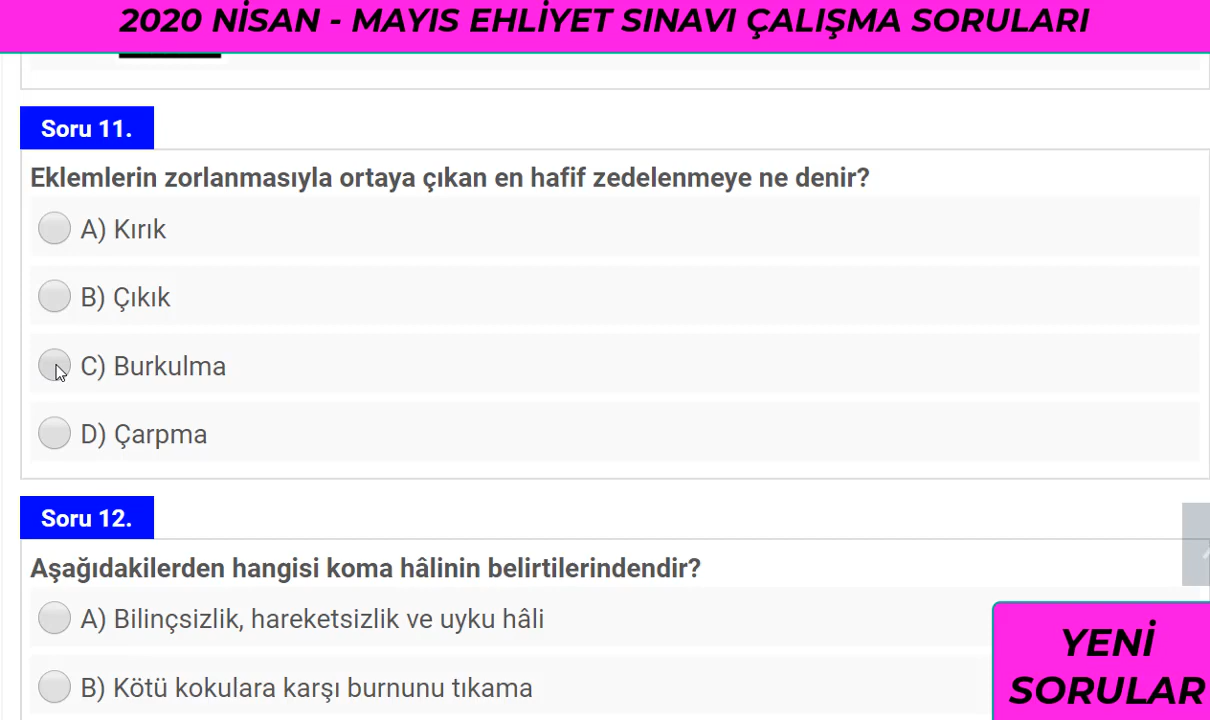 2020 NİSAN - MAYIS EHLİYET SINAVI ÇALIŞMA SORULARI
Soru 11.
Eklemlerin zorlanmasıyla ortaya çıkan en hafif zedelenmeye ne denir?
A) Kırık
B) Çıkık
C) Burkulma
D) Çarpma
Soru 12.
Aşağıdakilerden hangisi koma hâlinin belirtilerindendir?
A) Bilinçsizlik, hareketsizlik ve uyku hâli
B) Kötü kokulara karşı burnunu tıkama
YENİ
SORULAR